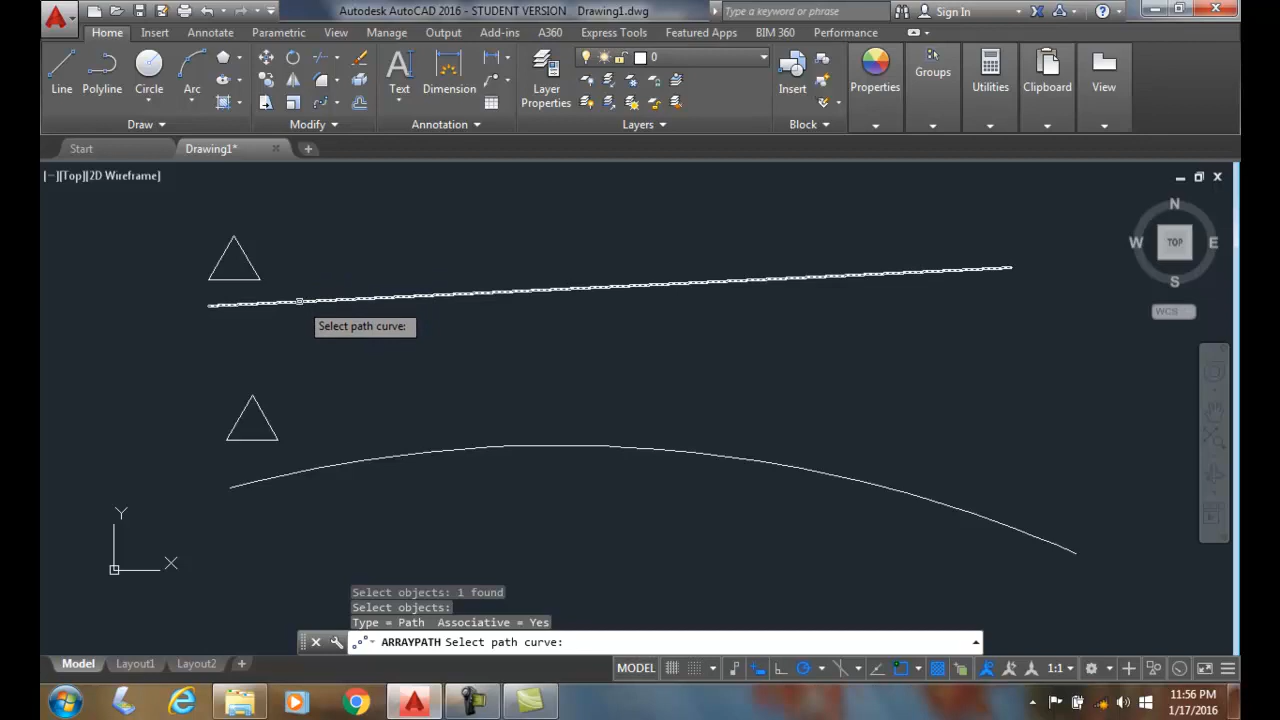 Autodesk AutoCAD 2016 - STUDENT VERSION Drawing1.dwg
Type a keyword or phrase
Sign In
Home Insert Annotate Parametric View Manage Output Add-ins A360 Express Tools Featured Apps BIM 360 Performance
0
Line Polyline Circle Arc Text Dimension Layer Properties Insert Properties Groups Utilities Clipboard View
Draw Modify Annotation Layers Block
Start Drawing1*
[−][Top][2D Wireframe]
N
W TOP E
S
WCS
Select path curve:
Y
X
Select objects: 1 found
Select objects:
Type = Path Associative = Yes
ARRAYPATH Select path curve:
Model Layout1 Layout2
MODEL 1:1
11:56 PM
1/17/2016